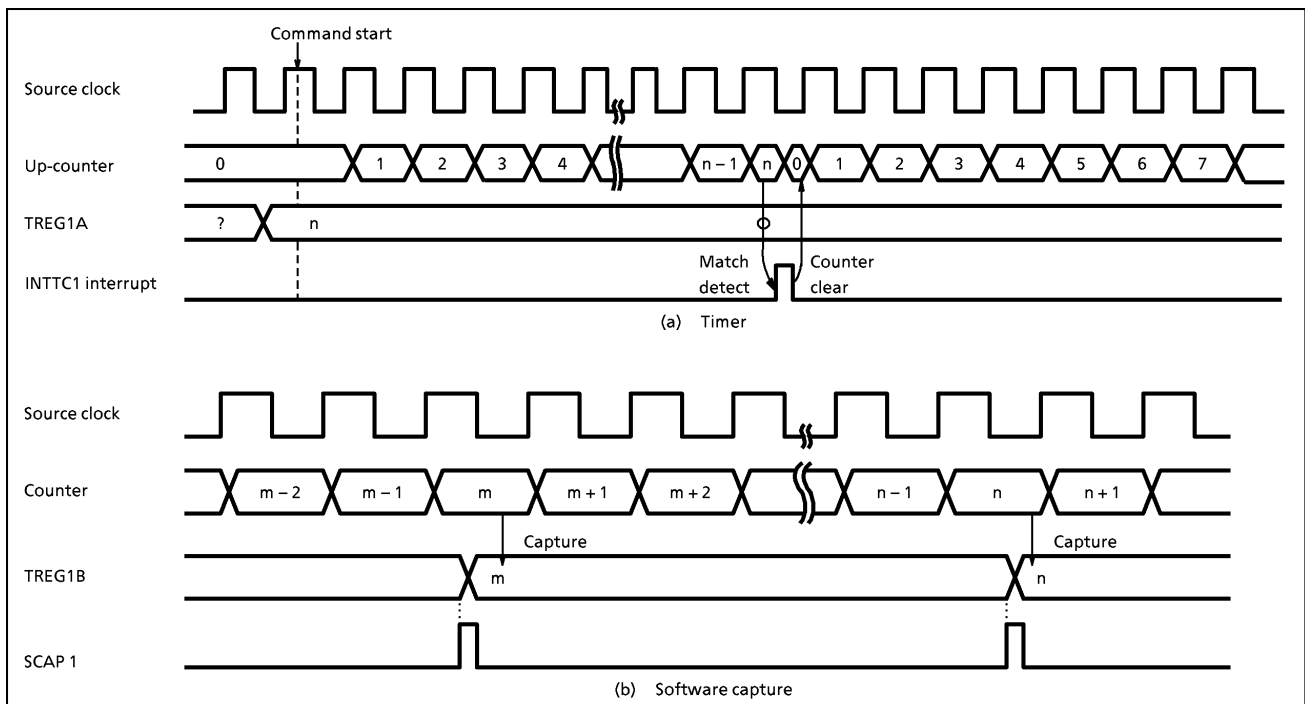 Command start
Source clock
Up-counter 0 1 2 3 4 n – 1 n 0 1 2 3 4 5 6 7
TREG1A ? n
Match detect
Counter clear
INTTC1 interrupt
(a) Timer
Source clock
Counter m – 2 m – 1 m m + 1 m + 2 n – 1 n n + 1
Capture Capture
TREG1B m n
SCAP 1
(b) Software capture